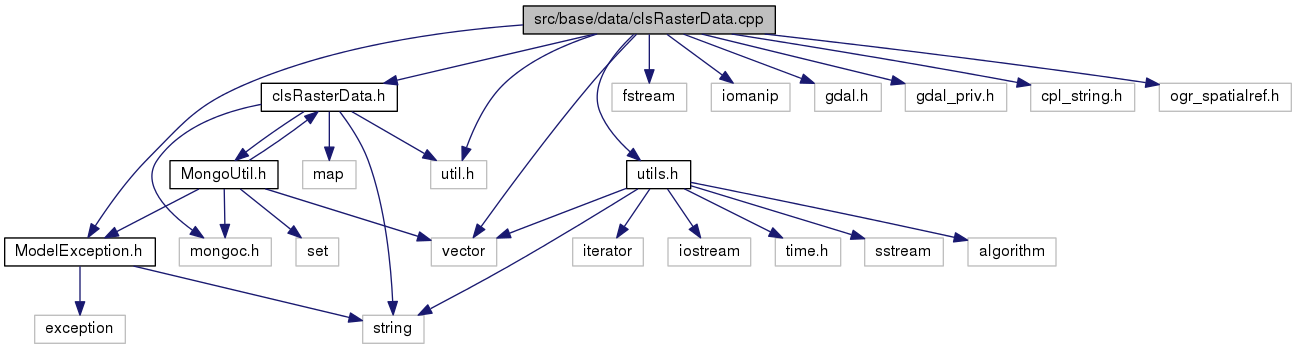 src/base/data/clsRasterData.cpp
clsRasterData.h
fstream
iomanip
gdal.h
gdal_priv.h
cpl_string.h
ogr_spatialref.h
MongoUtil.h
map
util.h
utils.h
ModelException.h
mongoc.h
set
vector
iterator
iostream
time.h
sstream
algorithm
exception
string